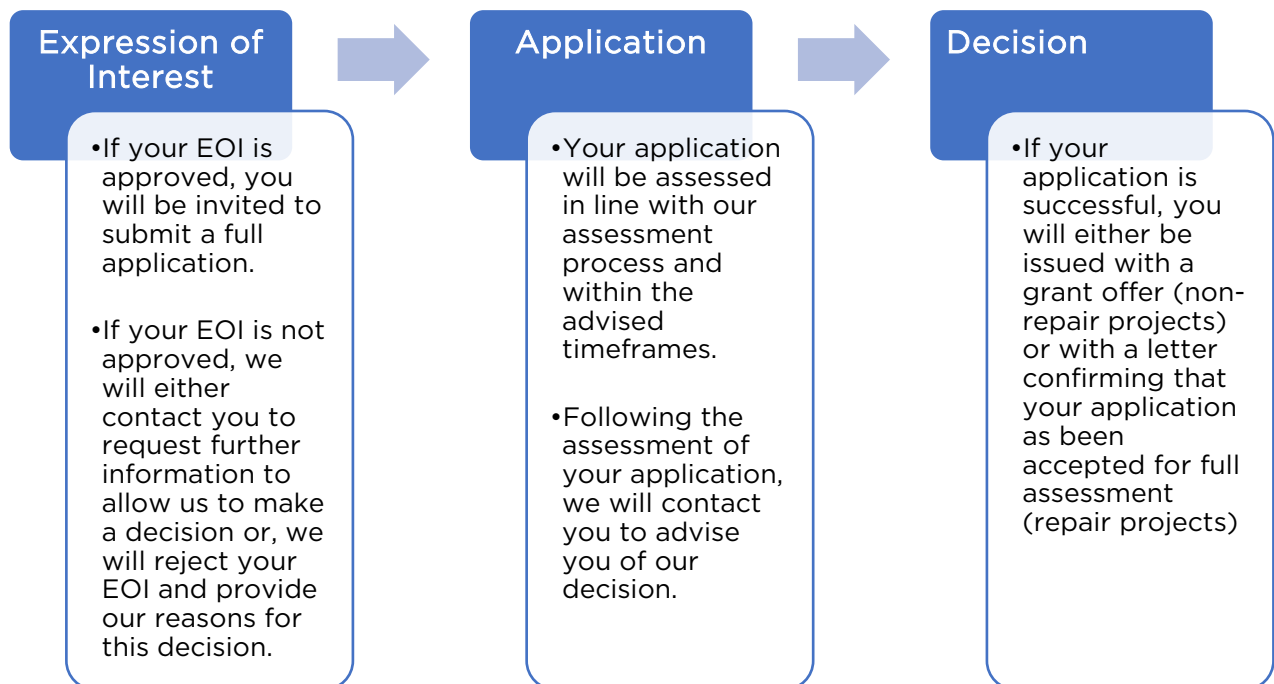 Expression of
Interest
•If your EOI is
approved, you
will be invited to
submit a full
application.
•If your EOI is not
approved, we
will either
contact you to
request further
information to
allow us to make
a decision or, we
will reject your
EOI and provide
our reasons for
this decision.
Application
•Your application
will be assessed
in line with our
assessment
process and
within the
advised
timeframes.
•Following the
assessment of
your application,
we will contact
you to advise
you of our
decision.
Decision
•If your
application is
successful, you
will either be
issued with a
grant offer (non-
repair projects)
or with a letter
confirming that
your application
as been
accepted for full
assessment
(repair projects)